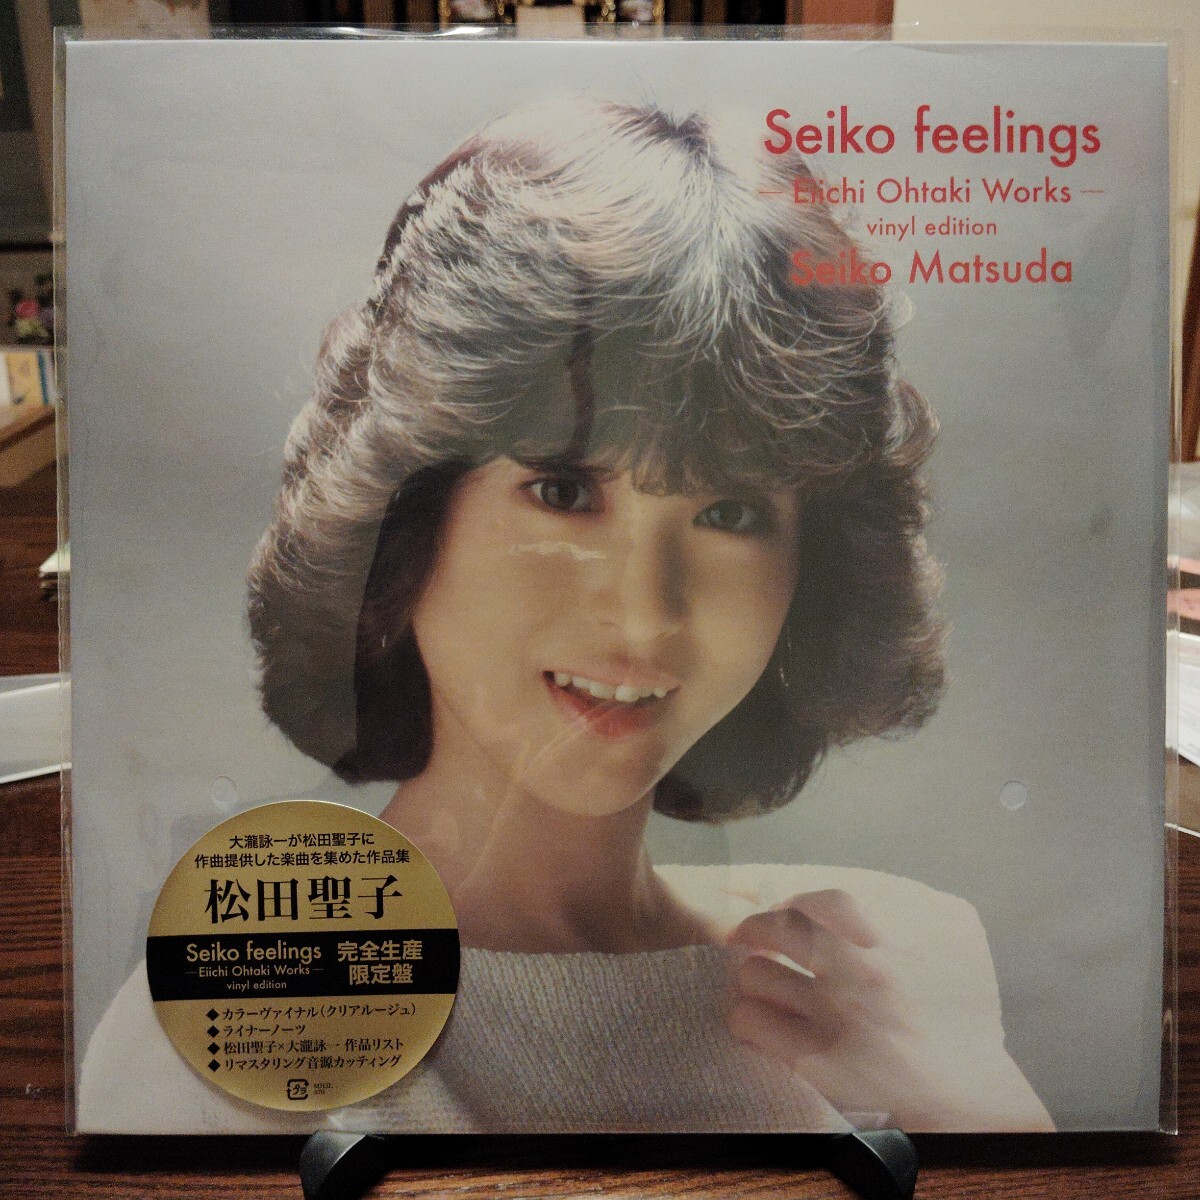 Seiko feelings
— Eiichi Ohtaki Works —
vinyl edition
Seiko Matsuda
大瀧詠一が松田聖子に
作曲提供した楽曲を集めた作品集
松田聖子
Seiko feelings
— Eiichi Ohtaki Works —
vinyl edition
完全生産
限定盤
◆カラーヴァイナル(クリアルージュ)
◆ライナーノーツ
◆松田聖子×大瀧詠一 作品リスト
◆リマスタリング音源カッティング
プラ